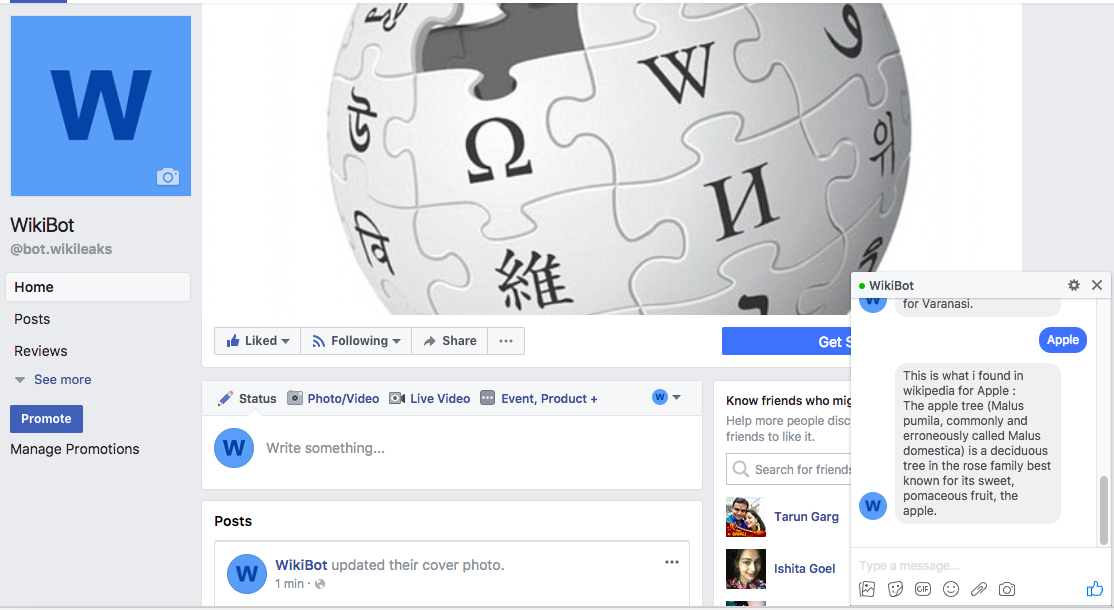 W
WikiBot
@bot.wikileaks
Home
Posts
Reviews
See more
Promote
Manage Promotions
W
Ω
И
維
वि
Liked
Following
Share
Get S
Status
Photo/Video
Live Video
Event, Product +
W
W
Write something...
Posts
W
WikiBot updated their cover photo.
1 min ·
Know friends who mig
Help more people disc
friends to like it.
Search for friends
Tarun Garg
Ishita Goel
WikiBot
for Varanasi.
W
Apple
This is what i found in
wikipedia for Apple :
The apple tree (Malus
pumila, commonly and
erroneously called Malus
domestica) is a deciduous
tree in the rose family best
known for its sweet,
pomaceous fruit, the
apple.
W
Type a message...
GIF